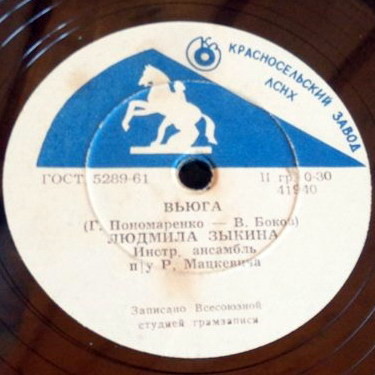 КРАСНОСЕЛЬСКИЙ ЗАВОД
ЛСНХ
ГОСТ 5289-61
II гр. 0-30
41940
ВЬЮГА
(Г. Пономаренко — В. Боков)
ЛЮДМИЛА ЗЫКИНА
Инстр. ансамбль
п/у Р. Мацкевича
Записано Всесоюзной
студией грамзаписи